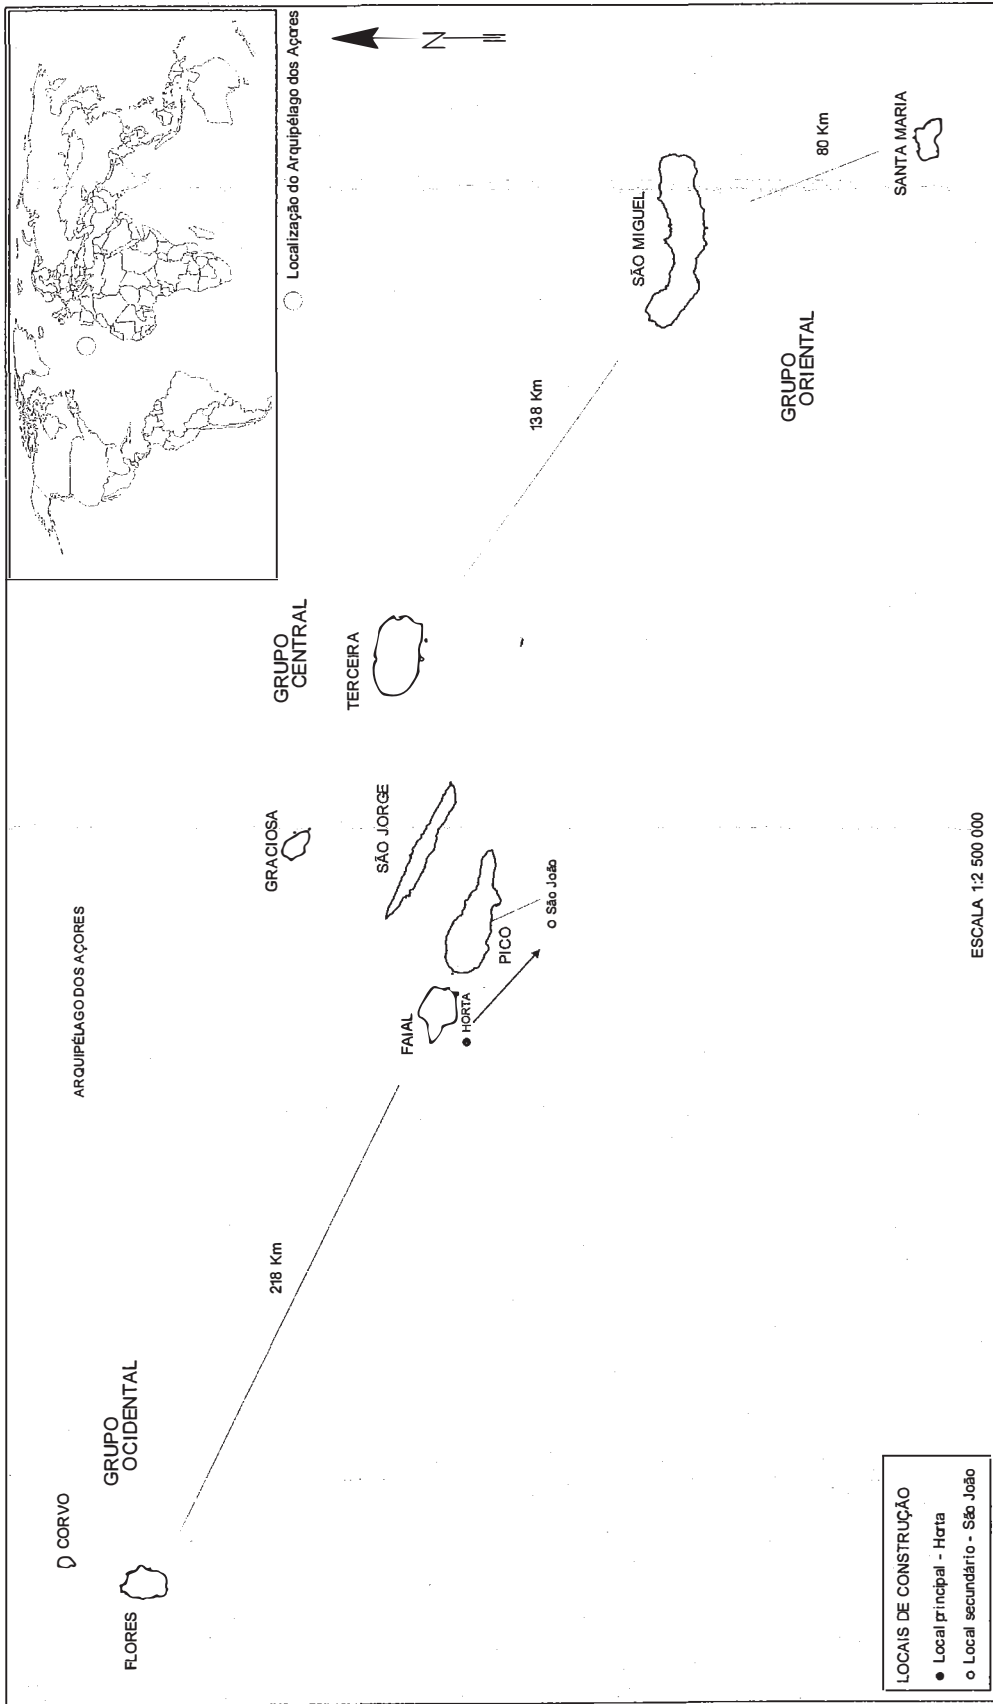 ARQUIPÉLAGO DOS AÇORES
Localização do Arquipélago dos Açores
N
CORVO
GRUPO
OCIDENTAL
FLORES
218 Km
GRACIOSA
GRUPO
CENTRAL
TERCEIRA
SÃO JORGE
FAIAL
HORTA
PICO
São João
138 Km
SÃO MIGUEL
GRUPO
ORIENTAL
80 Km
SANTA MARIA
LOCAIS DE CONSTRUÇÃO
● Local principal - Horta
o Local secundário - São João
ESCALA 1:2 500 000